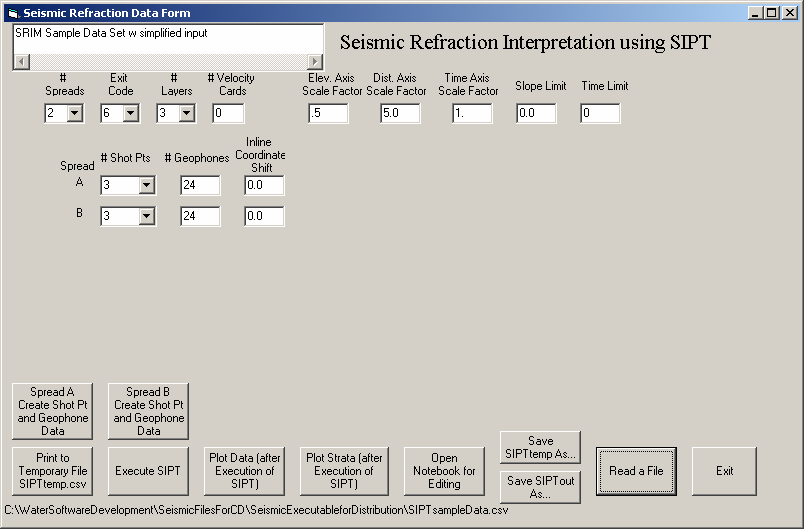 Seismic Refraction Data Form
SRIM Sample Data Set w simplified input
Seismic Refraction Interpretation using SIPT
# Spreads
Exit Code
# Layers
# Velocity Cards
Elev. Axis Scale Factor
Dist. Axis Scale Factor
Time Axis Scale Factor
Slope Limit
Time Limit
2
6
3
0
.5
5.0
1.
0.0
0
Spread
# Shot Pts
# Geophones
Inline Coordinate Shift
A
3
24
0.0
B
3
24
0.0
Spread A Create Shot Pt and Geophone Data
Spread B Create Shot Pt and Geophone Data
Print to Temporary File SIPTtemp.csv
Execute SIPT
Plot Data (after Execution of SIPT)
Plot Strata (after Execution of SIPT)
Open Notebook for Editing
Save SIPTtemp As...
Save SIPTout As...
Read a File
Exit
C:\WaterSoftwareDevelopment\SeismicFilesForCD\SeismicExecutableforDistribution\SIPTsampleData.csv